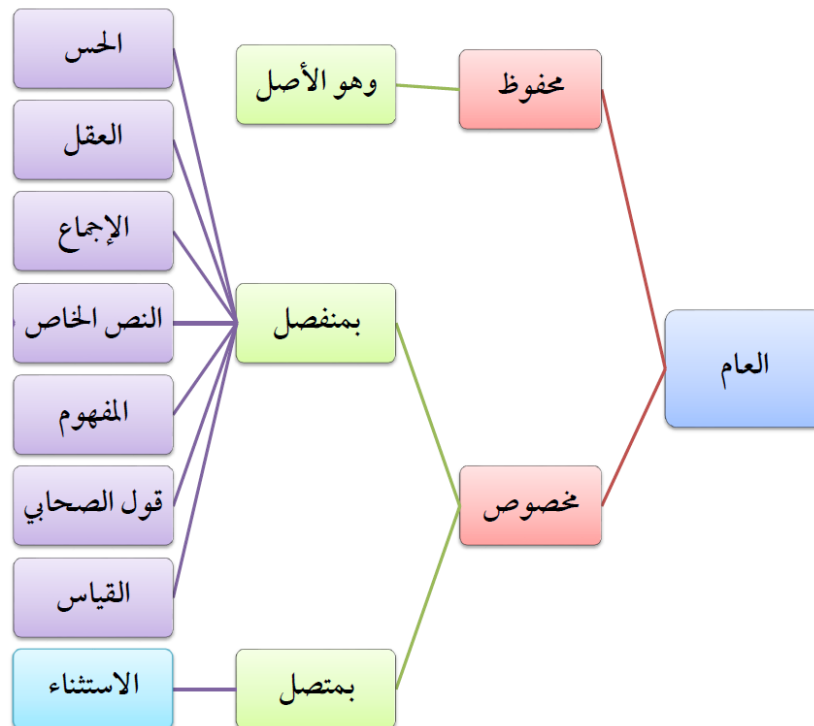 العام
محفوظ
وهو الأصل
مخصوص
بمنفصل
الحس
العقل
الإجماع
النص الخاص
المفهوم
قول الصحابي
القياس
بمتصل
الاستثناء